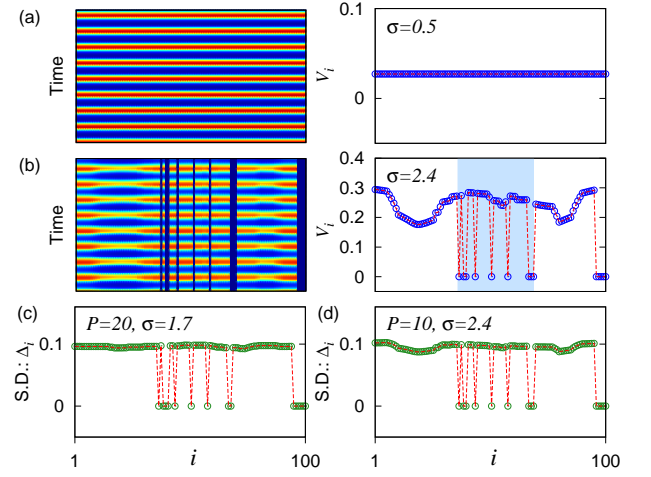 (a)
Time
σ=0.5
V_i
0.1
0
(b)
Time
σ=2.4
V_i
0.4
0.3
0.2
0.1
0
(c)
P=20, σ=1.7
S.D.: Δ_i
0.1
0
1
i
100
(d)
P=10, σ=2.4
S.D.: Δ_i
0.1
0
1
i
100